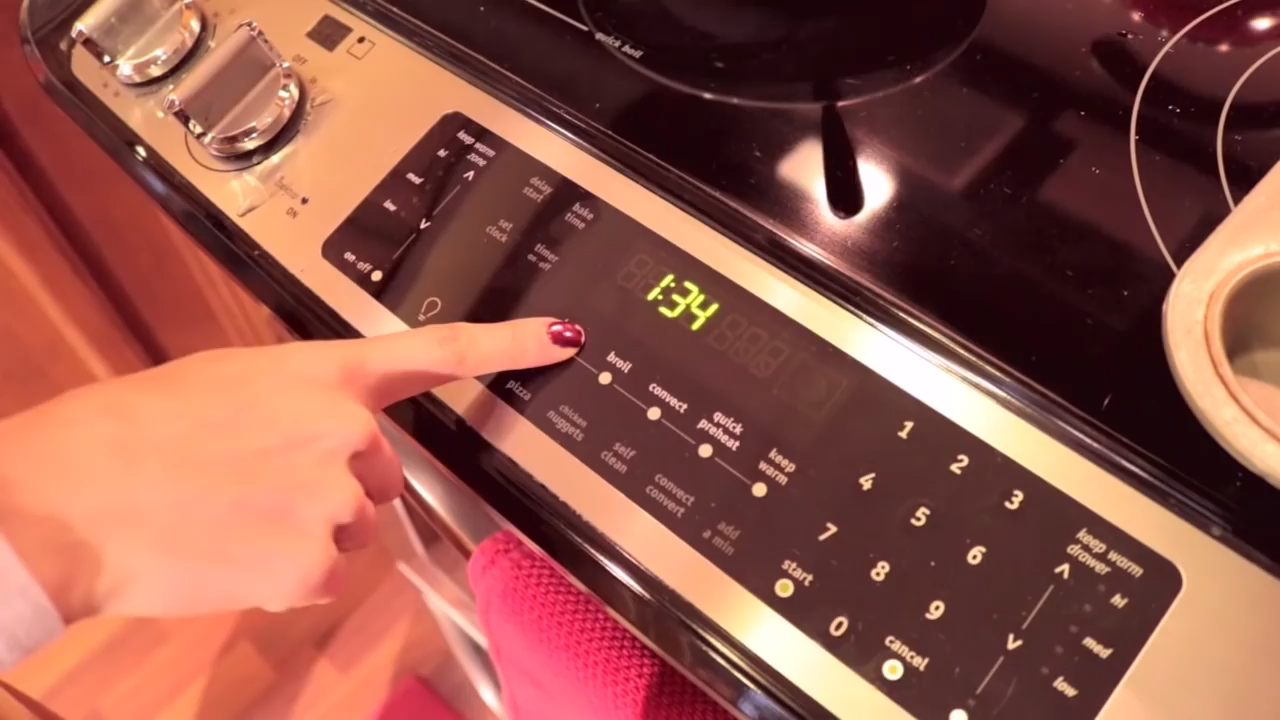 quick boil
OFF
ON
keep warm
zone
hi
med
low
on-off
delay
start
bake
time
set
clock
timer
on-off
1:34
broil
convect
quick
preheat
keep
warm
pizza
chicken
nuggets
self
clean
convect
convert
add
a min
start
1
2
3
4
5
6
7
8
9
0
cancel
keep warm
drawer
hi
med
low